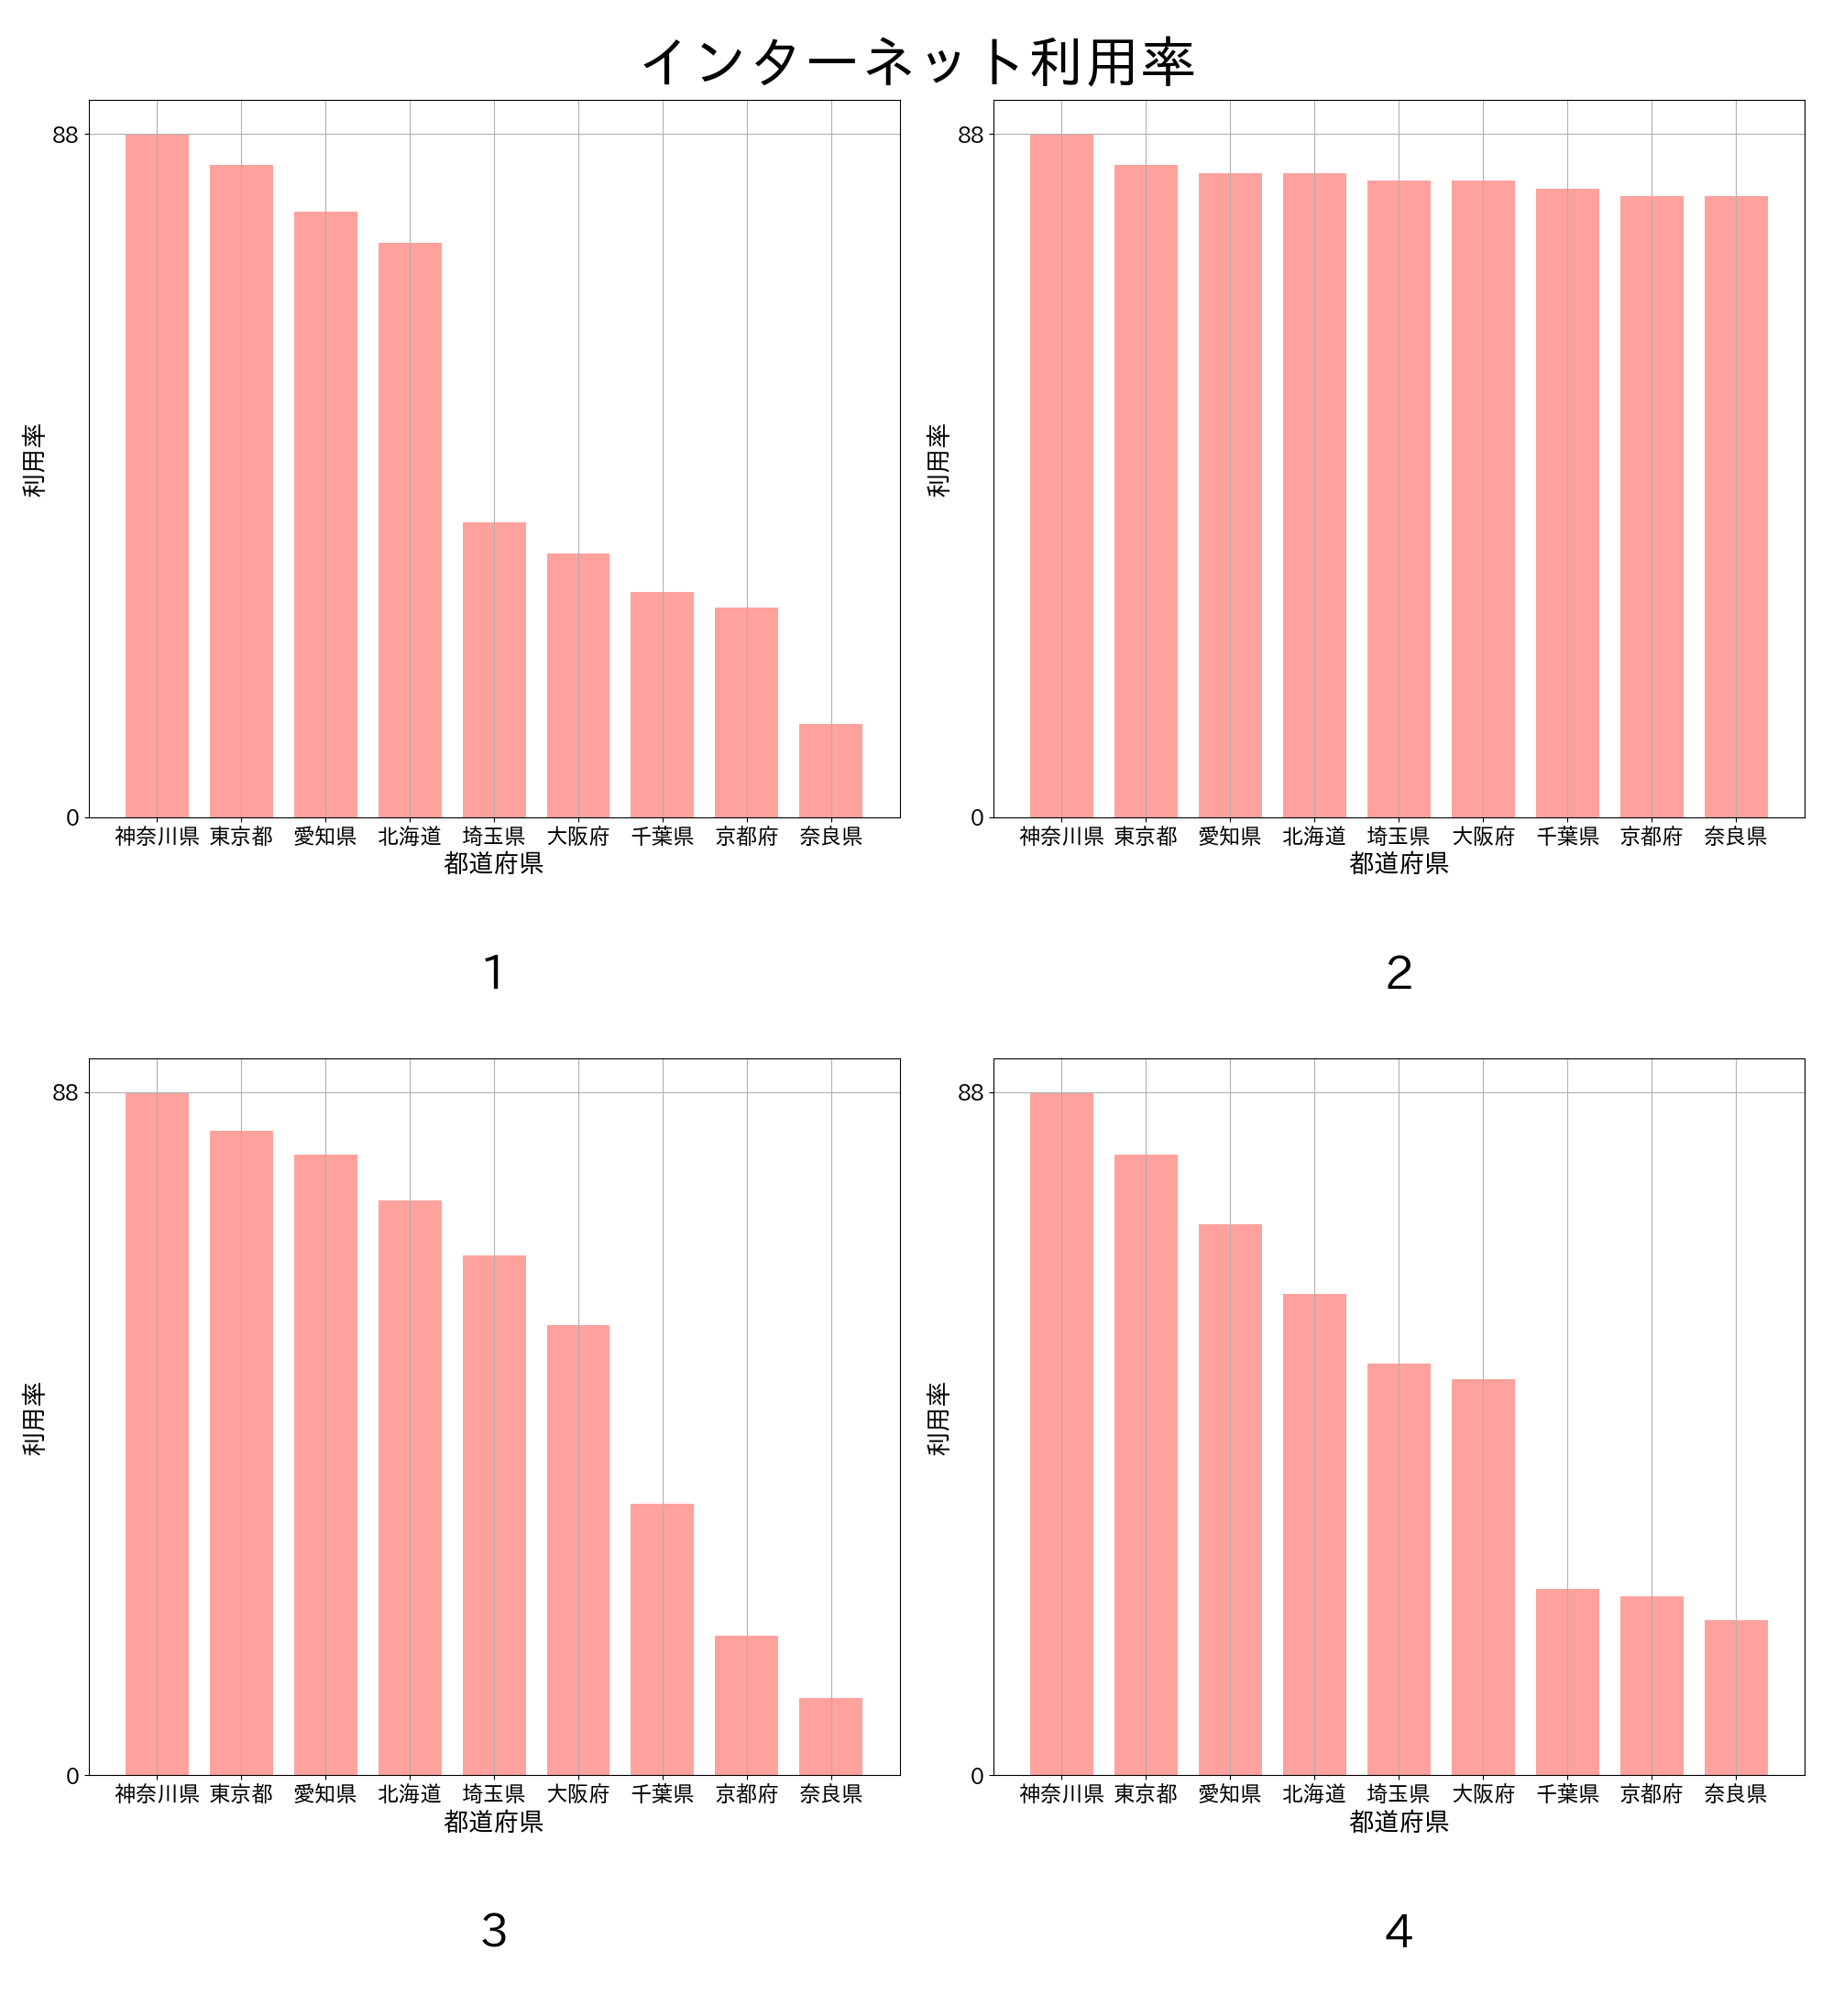 インターネット利用率
88
0
利用率
神奈川県 東京都 愛知県 北海道 埼玉県 大阪府 千葉県 京都府 奈良県
都道府県
1
88
0
利用率
神奈川県 東京都 愛知県 北海道 埼玉県 大阪府 千葉県 京都府 奈良県
都道府県
2
88
0
利用率
神奈川県 東京都 愛知県 北海道 埼玉県 大阪府 千葉県 京都府 奈良県
都道府県
3
88
0
利用率
神奈川県 東京都 愛知県 北海道 埼玉県 大阪府 千葉県 京都府 奈良県
都道府県
4